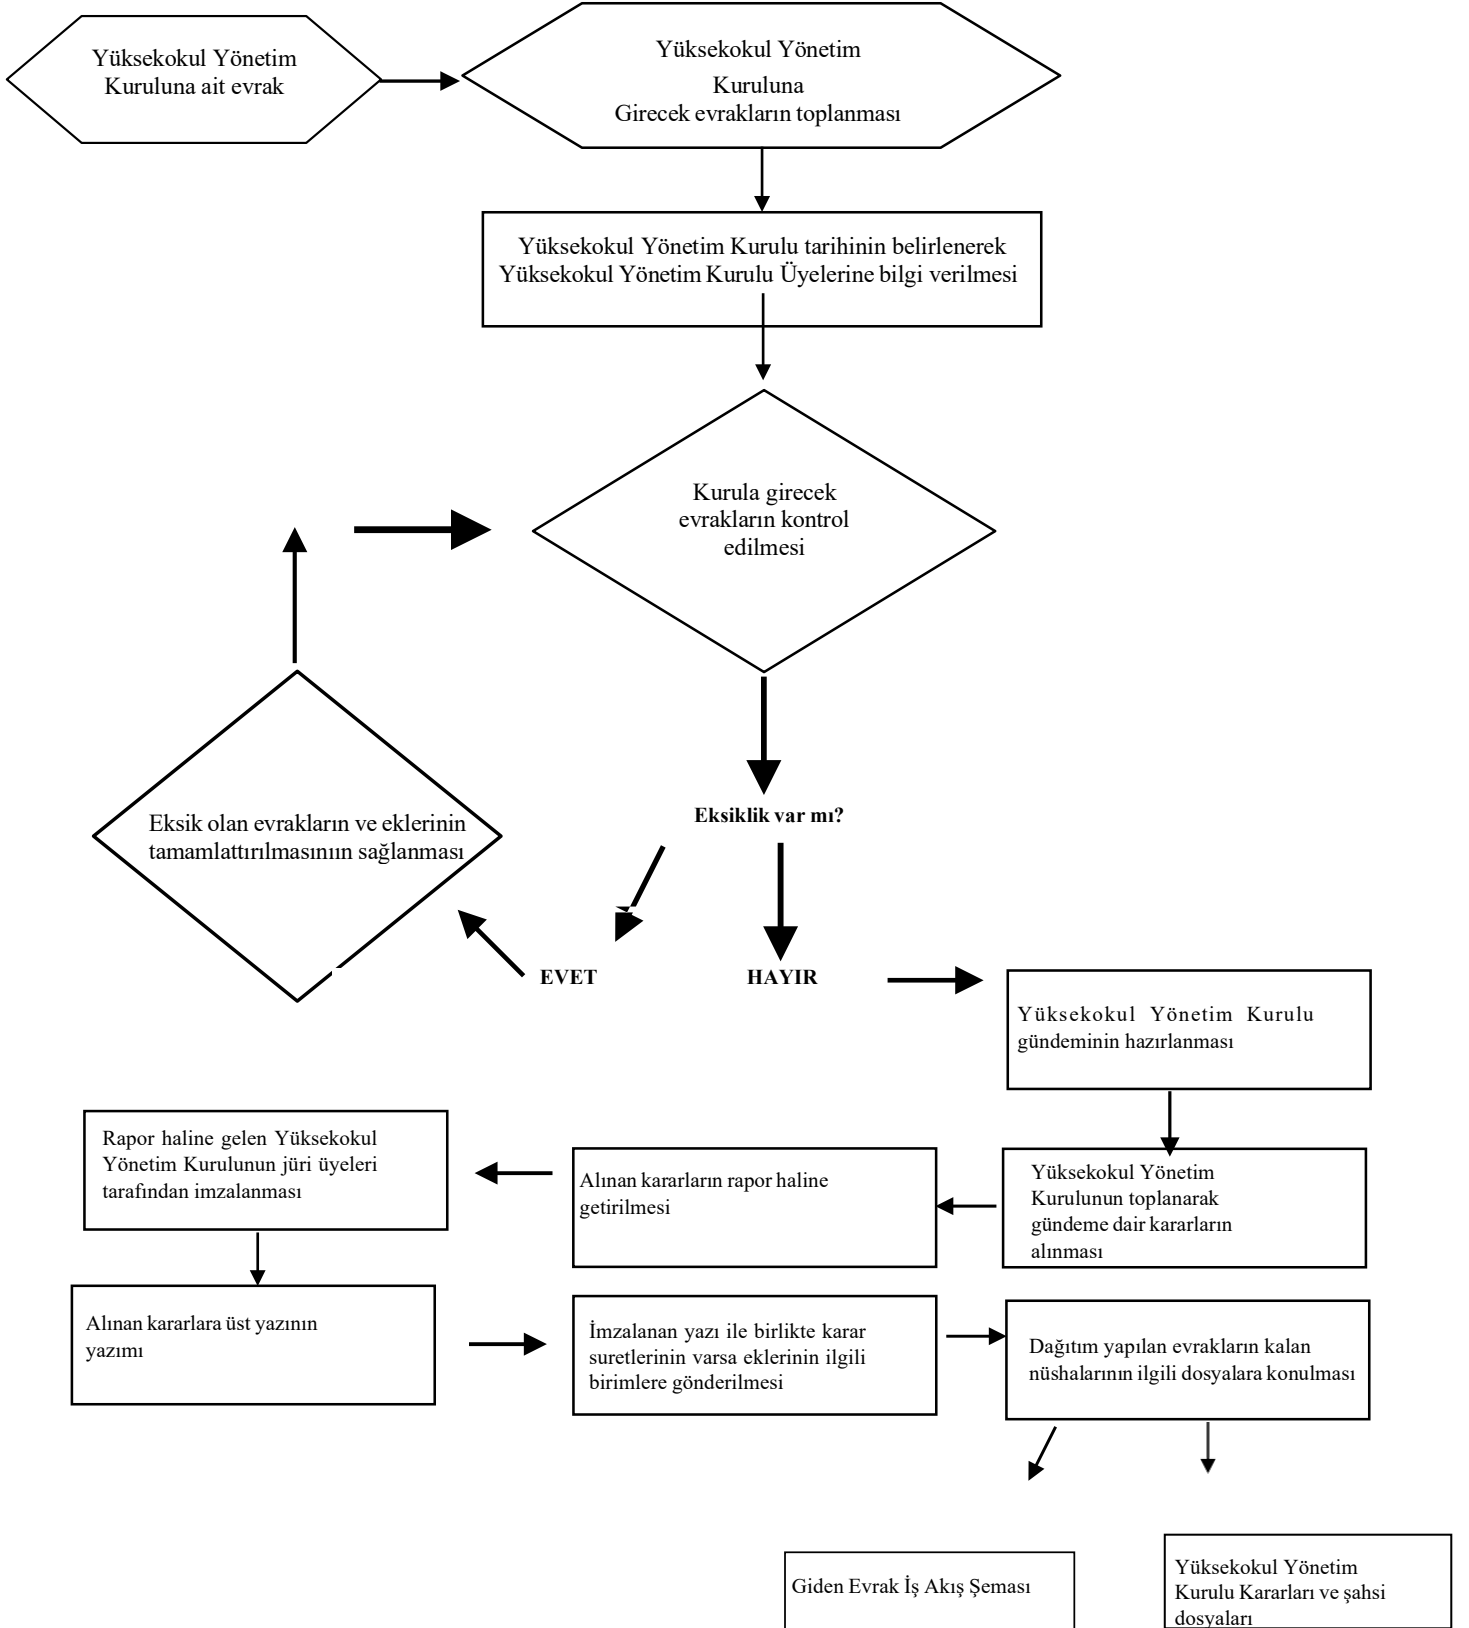 Yüksekokul Yönetim
Kuruluna ait evrak
Yüksekokul Yönetim
Kuruluna
Girecek evrakların toplanması
Yüksekokul Yönetim Kurulu tarihinin belirlenerek
Yüksekokul Yönetim Kurulu Üyelerine bilgi verilmesi
Kurula girecek
evrakların kontrol
edilmesi
Eksik olan evrakların ve eklerinin
tamamlattırılmasınıın sağlanması
Eksiklik var mı?
EVET
HAYIR
Yüksekokul Yönetim Kurulu
gündeminin hazırlanması
Yüksekokul Yönetim
Kurulunun toplanarak
gündeme dair kararların
alınması
Alınan kararların rapor haline
getirilmesi
Rapor haline gelen Yüksekokul
Yönetim Kurulunun jüri üyeleri
tarafından imzalanması
Alınan kararlara üst yazının
yazımı
İmzalanan yazı ile birlikte karar
suretlerinin varsa eklerinin ilgili
birimlere gönderilmesi
Dağıtım yapılan evrakların kalan
nüshalarının ilgili dosyalara konulması
Giden Evrak İş Akış Şeması
Yüksekokul Yönetim
Kurulu Kararları ve şahsi
dosyaları